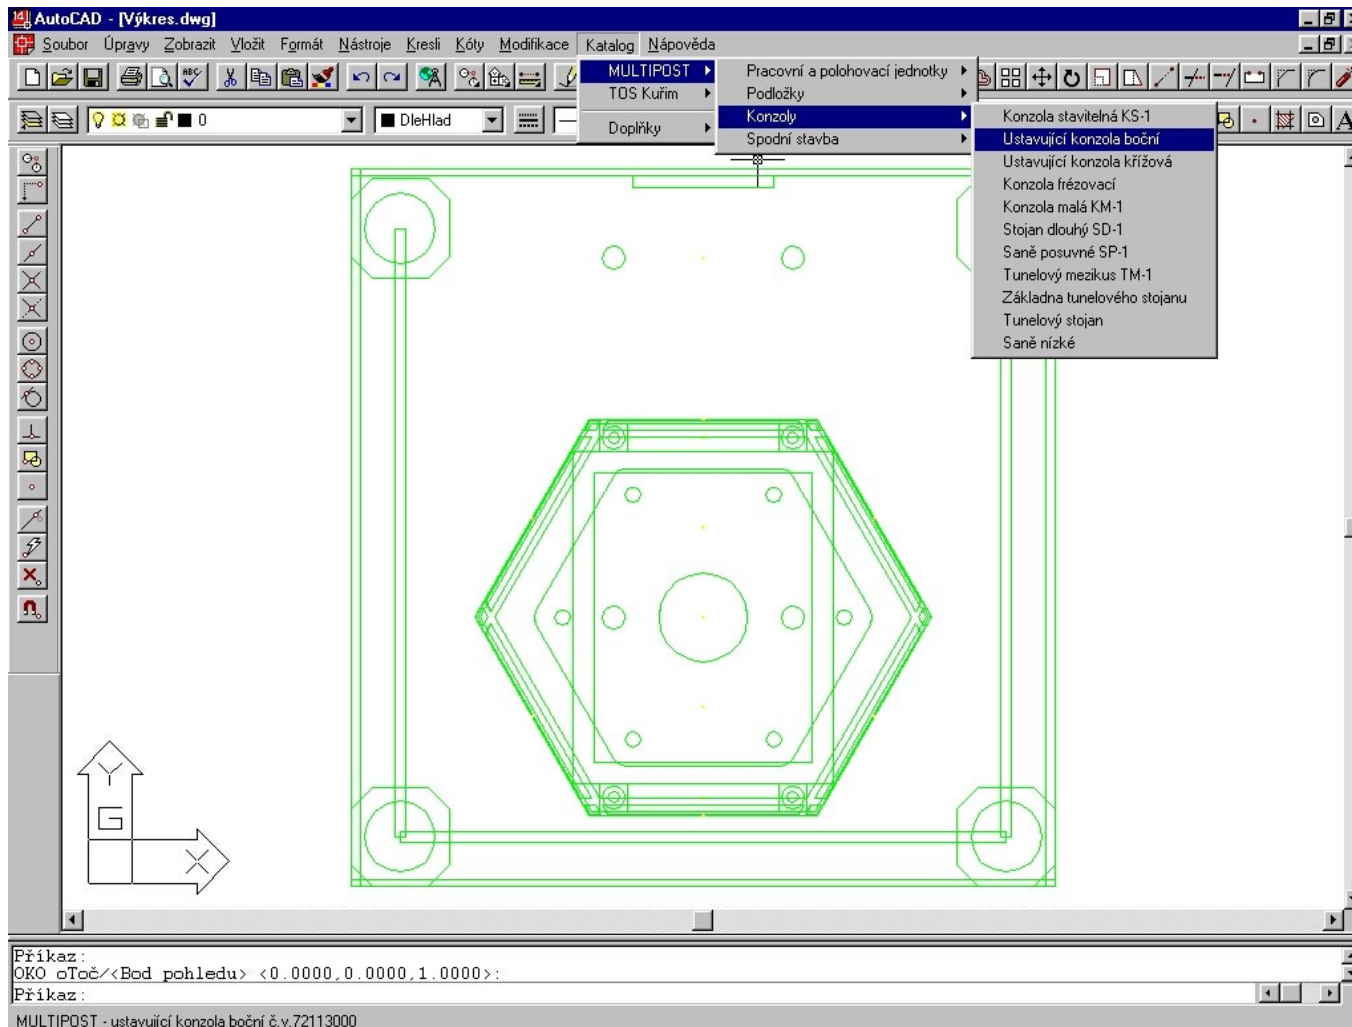 AutoCAD - [Výkres.dwg]
Soubor Úpravy Zobrazit Vložit Formát Nástroje Kresli Kóty Modifikace Katalog Nápověda
MULTIPOST
TOS Kuřim
Doplňky
Pracovní a polohovací jednotky
Podložky
Konzoly
Spodní stavba
0
DleHlad
Konzola stavitelná KS-1
Ustavující konzola boční
Ustavující konzola křížová
Konzola frézovací
Konzola malá KM-1
Stojan dlouhý SD-1
Saně posuvné SP-1
Tunelový mezikus TM-1
Základna tunelového stojanu
Tunelový stojan
Saně nízké
Y
G
X
Příkaz:
OKO oToč/<Bod pohledu> <0.0000,0.0000,1.0000>:
Příkaz:
MULTIPOST - ustavující konzola boční č.v.72113000